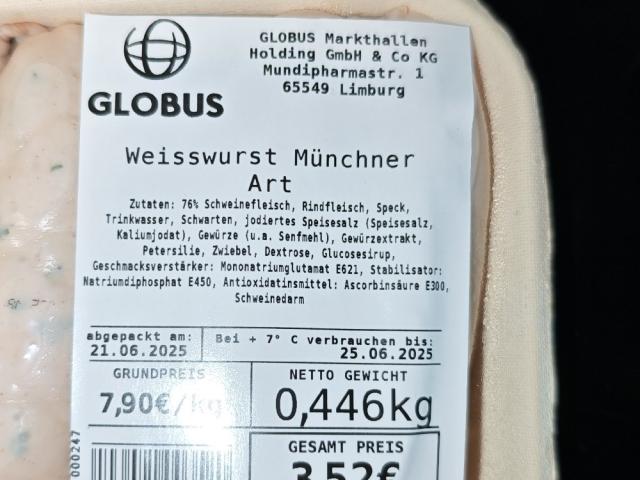 GLOBUS
GLOBUS Markthallen
Holding GmbH & Co KG
Mundipharmastr. 1
65549 Limburg
Weisswurst Münchner
Art
Zutaten: 76% Schweinefleisch, Rindfleisch, Speck,
Trinkwasser, Schwarten, jodiertes Speisesalz (Speisesalz,
Kaliumjodat), Gewürze (u.a. Senfmehl), Gewürzextrakt,
Petersilie, Zwiebel, Dextrose, Glucosesirup,
Geschmacksverstärker: Mononatriumglutamat E621, Stabilisator:
Natriumdiphosphat E450, Antioxidatinsmittel: Ascorbinsäure E300,
Schweinedarm
abgepackt am:
21.06.2025
Bei + 7° C verbrauchen bis:
25.06.2025
GRUNDPREIS
7,90€/kg
NETTO GEWICHT
0,446kg
GESAMT PREIS
3,52€
000247